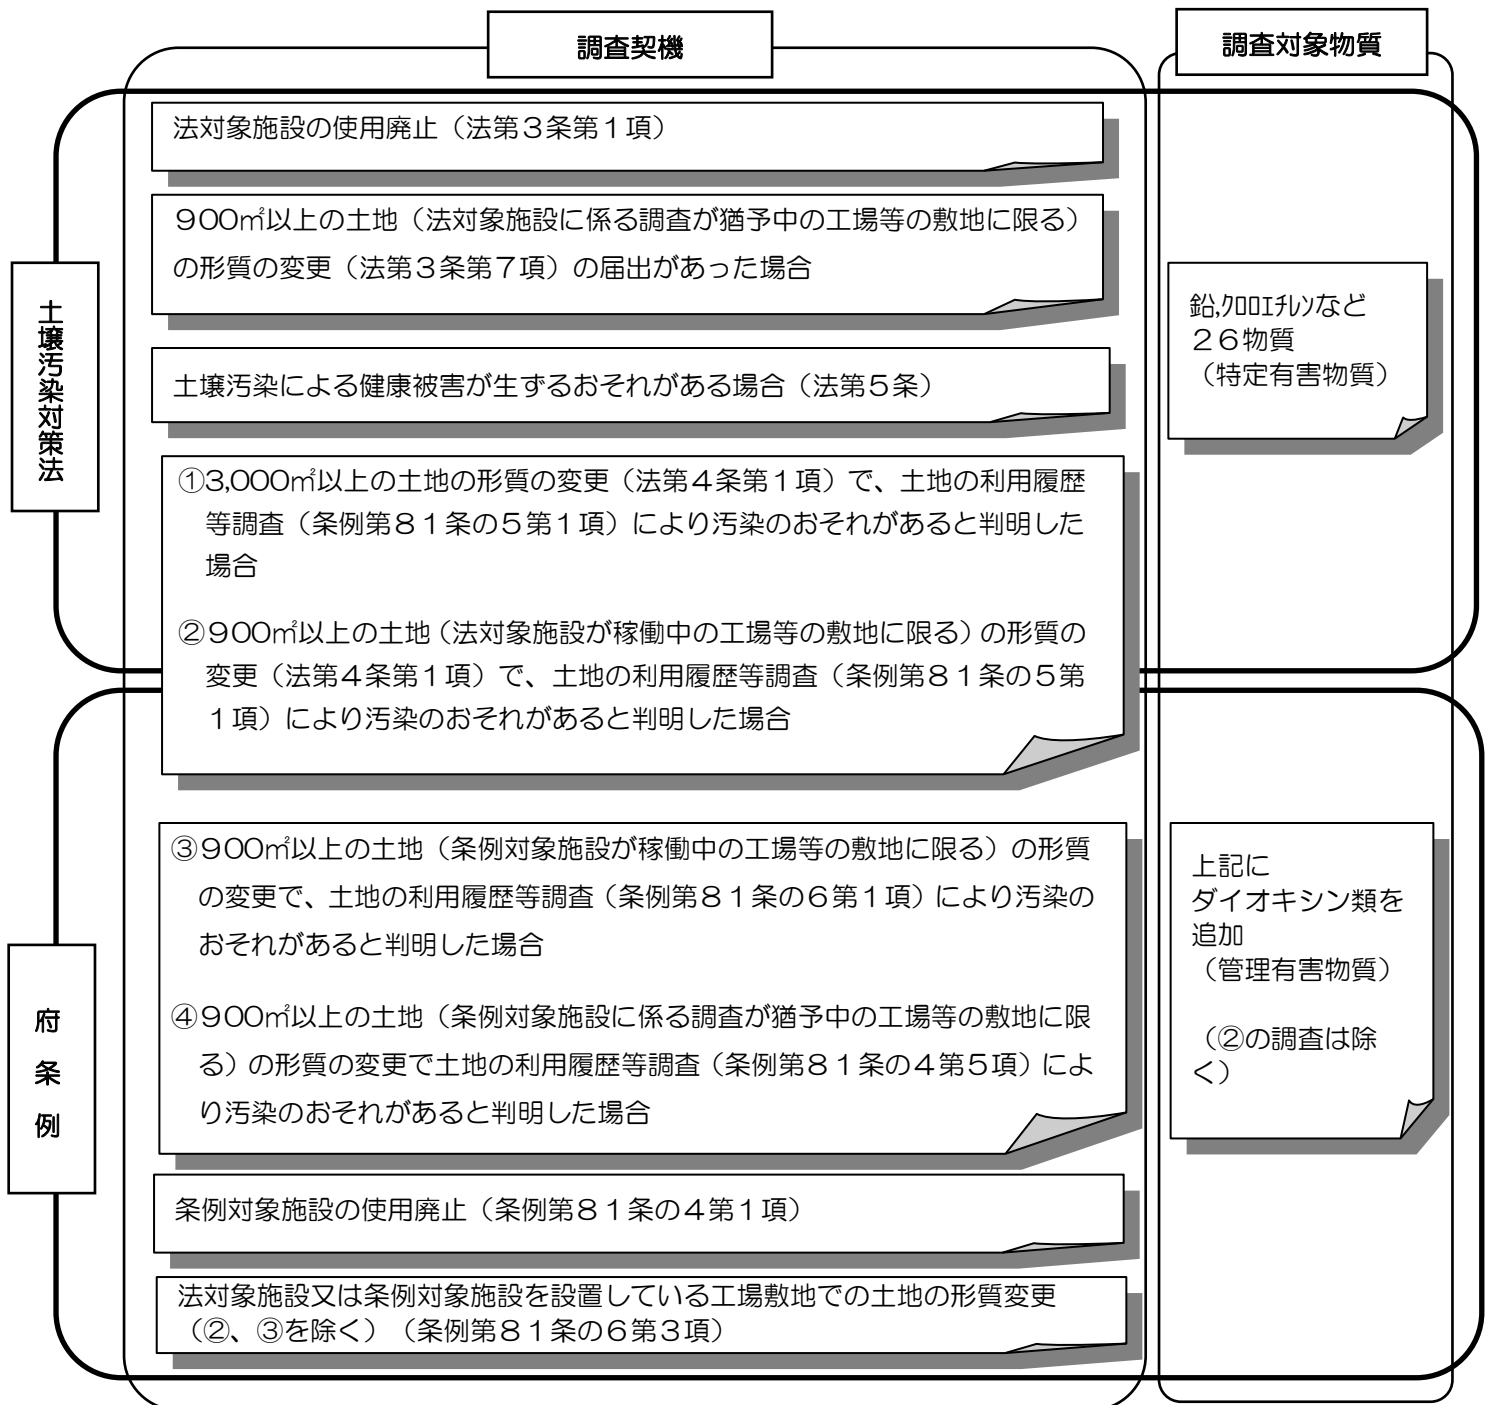 調査契機
調査対象物質
土壌汚染対策法
法対象施設の使用廃止（法第３条第１項）
９００㎡以上の土地（法対象施設に係る調査が猶予中の工場等の敷地に限る）
の形質の変更（法第３条第７項）の届出があった場合
土壌汚染による健康被害が生ずるおそれがある場合（法第５条）
①3,000㎡以上の土地の形質の変更（法第４条第１項）で、土地の利用履歴
等調査（条例第８１条の５第１項）により汚染のおそれがあると判明した
場合
②９００㎡以上の土地（法対象施設が稼働中の工場等の敷地に限る）の形質の
変更（法第４条第１項）で、土地の利用履歴等調査（条例第８１条の５第
１項）により汚染のおそれがあると判明した場合
鉛,ｸﾛﾛｴﾁﾚﾝなど
２６物質
（特定有害物質）
府条例
③９００㎡以上の土地（条例対象施設が稼働中の工場等の敷地に限る）の形質
の変更で、土地の利用履歴等調査（条例第８１条の６第１項）により汚染の
おそれがあると判明した場合
④９００㎡以上の土地（条例対象施設に係る調査が猶予中の工場等の敷地に限
る）の形質の変更で土地の利用履歴等調査（条例第８１条の４第５項）によ
り汚染のおそれがあると判明した場合
条例対象施設の使用廃止（条例第８１条の４第１項）
法対象施設又は条例対象施設を設置している工場敷地での土地の形質変更
（②、③を除く）（条例第８１条の６第３項）
上記に
ダイオキシン類を
追加
（管理有害物質）
（②の調査は除
く）